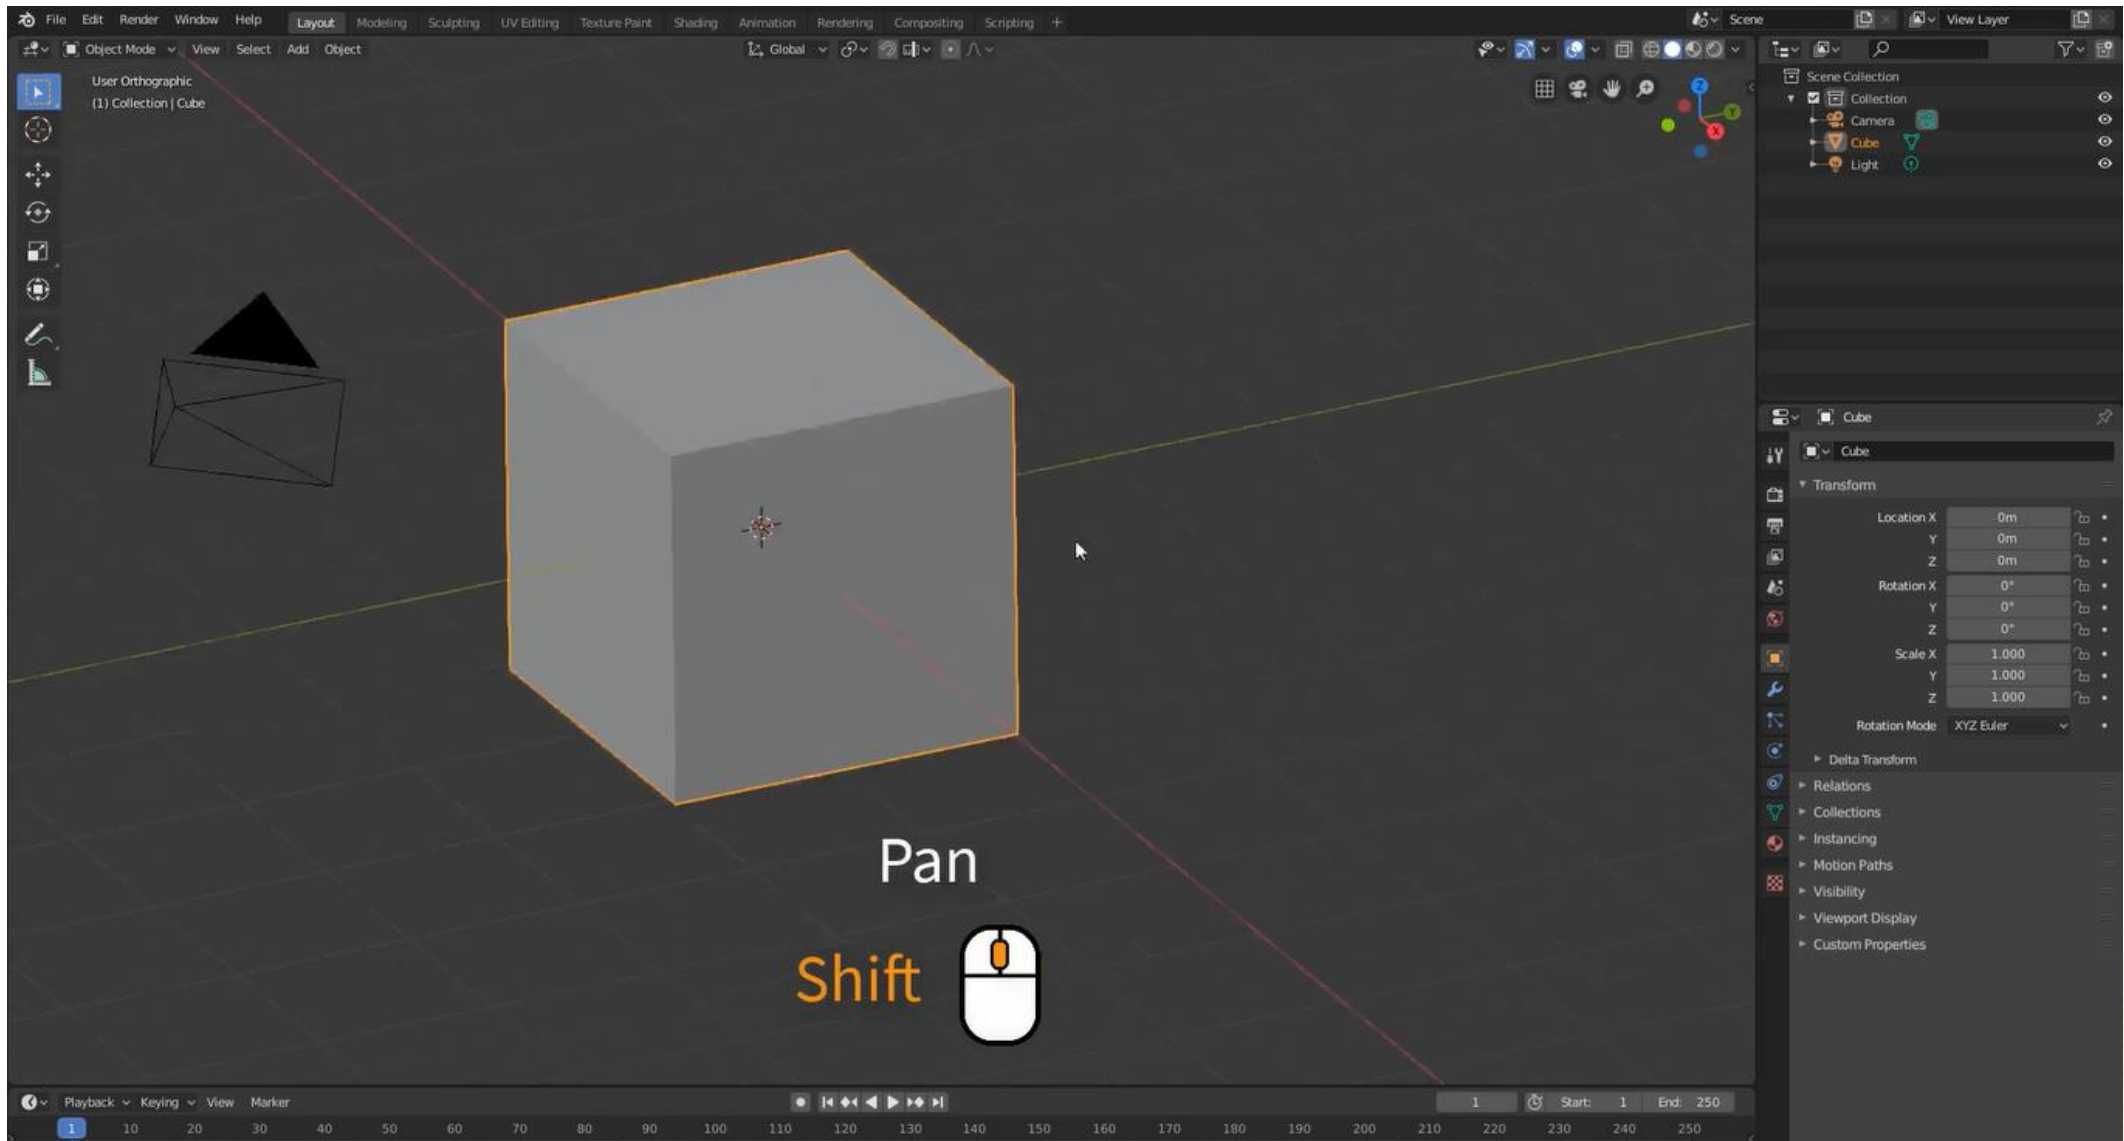 File Edit Render Window Help Layout Modeling Sculpting UV Editing Texture Paint Shading Animation Rendering Compositing Scripting + Scene View Layer
Object Mode View Select Add Object Global
User Orthographic
(1) Collection | Cube
Z
Y
X
Scene Collection
Collection
Camera
Cube
Light
Cube
Cube
Transform
Location X 0m
Y 0m
Z 0m
Rotation X 0°
Y 0°
Z 0°
Scale X 1.000
Y 1.000
Z 1.000
Rotation Mode XYZ Euler
Delta Transform
Relations
Collections
Instancing
Motion Paths
Visibility
Viewport Display
Custom Properties
Pan
Shift
Playback Keying View Marker 1 Start: 1 End: 250
1 10 20 30 40 50 60 70 80 90 100 110 120 130 140 150 160 170 180 190 200 210 220 230 240 250